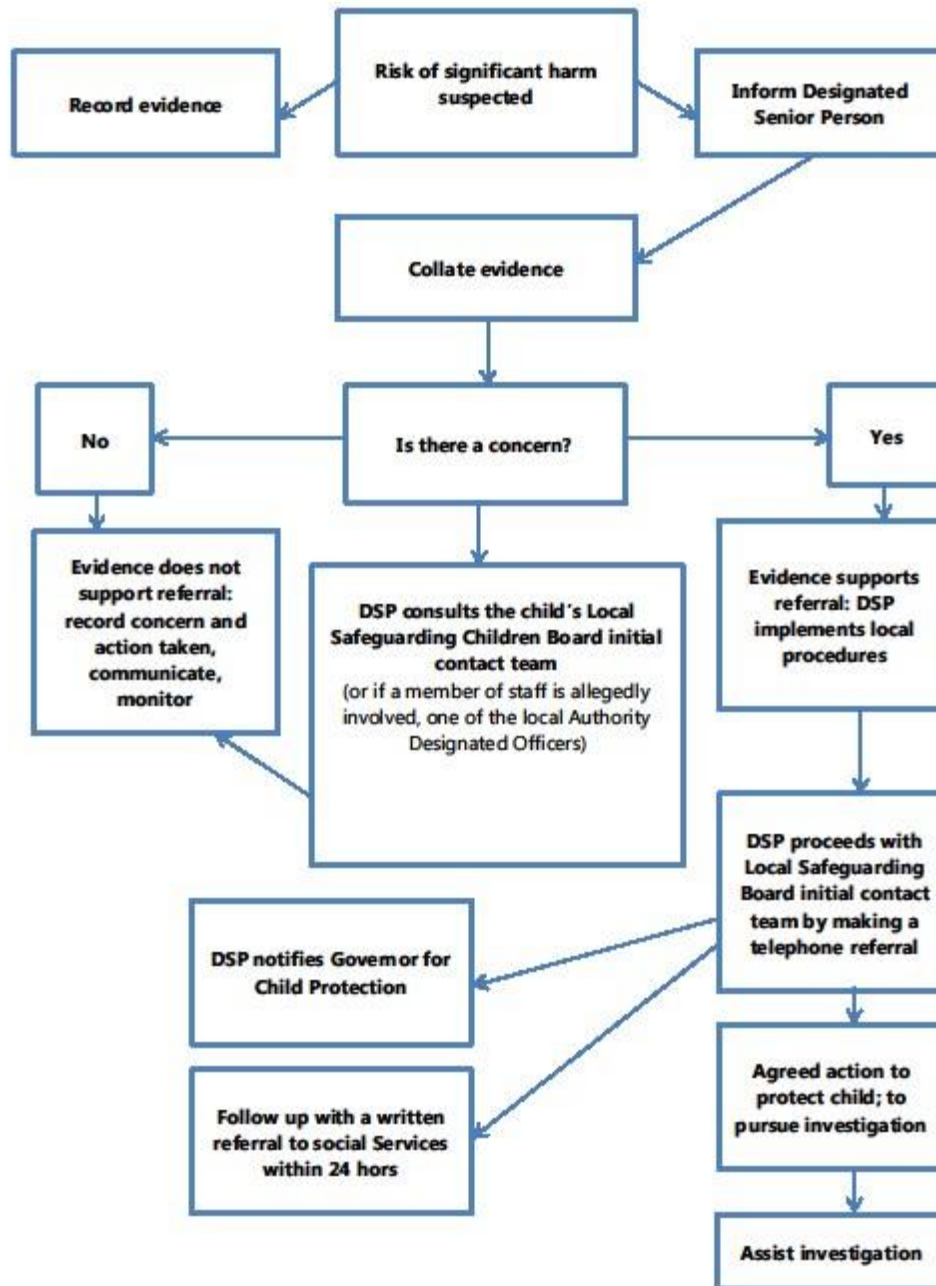 Risk of significant harm
suspected
Record evidence
Inform Designated
Senior Person
Collate evidence
No
Is there a concern?
Yes
Evidence does not
support referral:
record concern and
action taken,
communicate,
monitor
DSP consults the child's Local
Safeguarding Children Board initial
contact team
(or if a member of staff is allegedly
involved, one of the local Authority
Designated Officers)
Evidence supports
referral: DSP
implements local
procedures
DSP proceeds with
Local Safeguarding
Board initial contact
team by making a
telephone referral
DSP notifies Governor for
Child Protection
Follow up with a written
referral to social Services
within 24 hors
Agreed action to
protect child; to
pursue investigation
Assist investigation